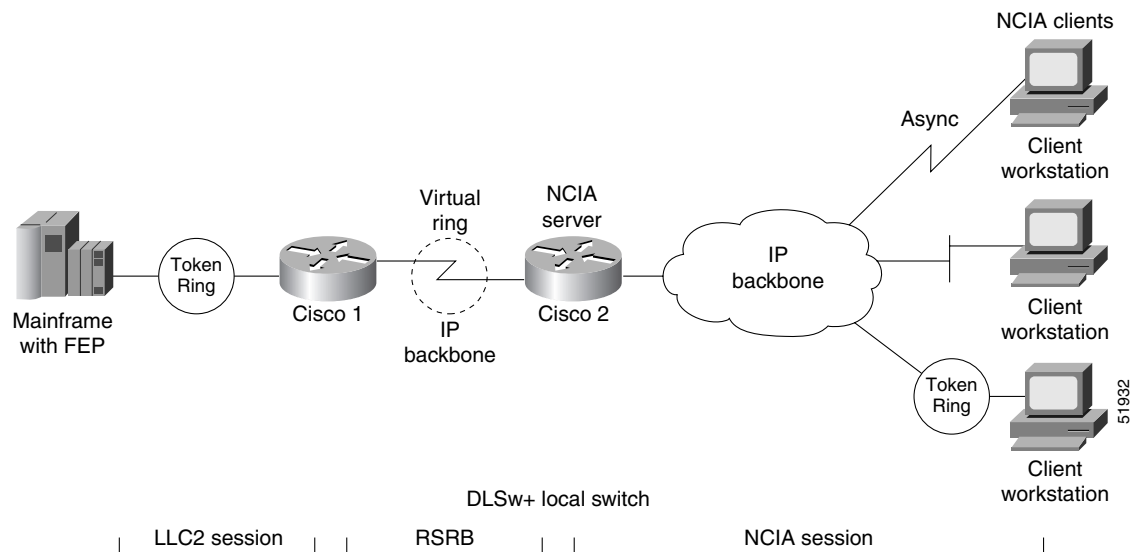 NCIA clients
Async
Client
workstation
Virtual
ring
NCIA
server
Token
Ring
IP
backbone
Mainframe
with FEP
Cisco 1
IP
backbone
Cisco 2
Client
workstation
Token
Ring
Client
workstation
51932
DLSw+ local switch
LLC2 session
RSRB
NCIA session